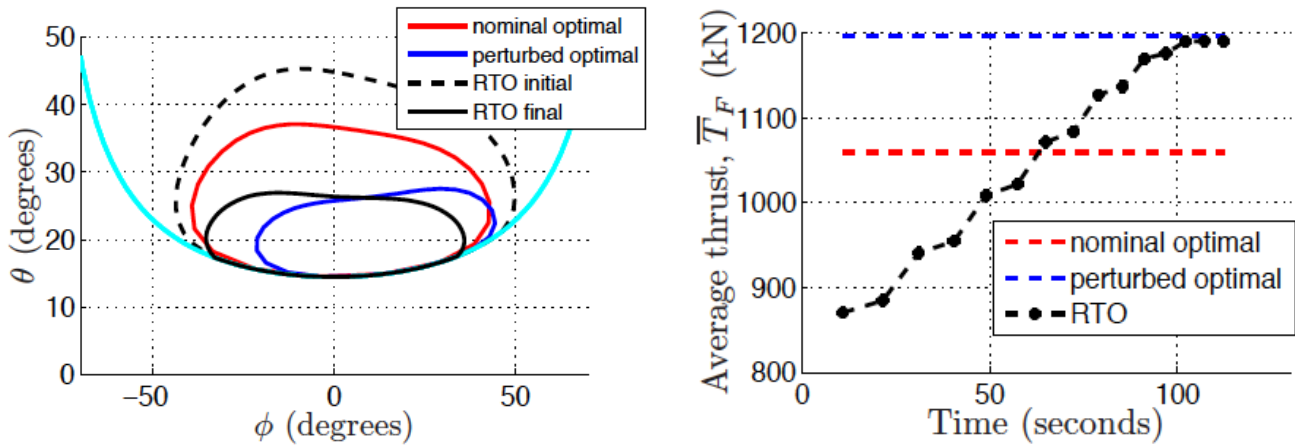 nominal optimal
perturbed optimal
RTO initial
RTO final
50
40
30
20
10
0
θ (degrees)
−50
0
50
ϕ (degrees)
1200
1100
1000
900
800
Average thrust, T̅_F (kN)
nominal optimal
perturbed optimal
RTO
0
50
100
Time (seconds)